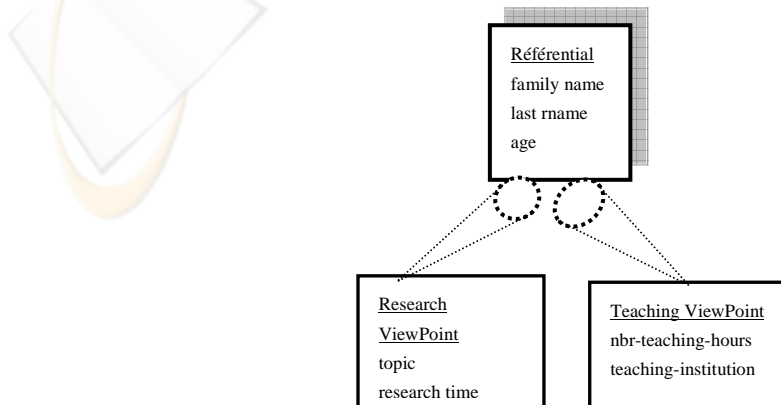 Référential
family name
last rname
age
Research
ViewPoint
topic
research time
Teaching ViewPoint
nbr-teaching-hours
teaching-institution